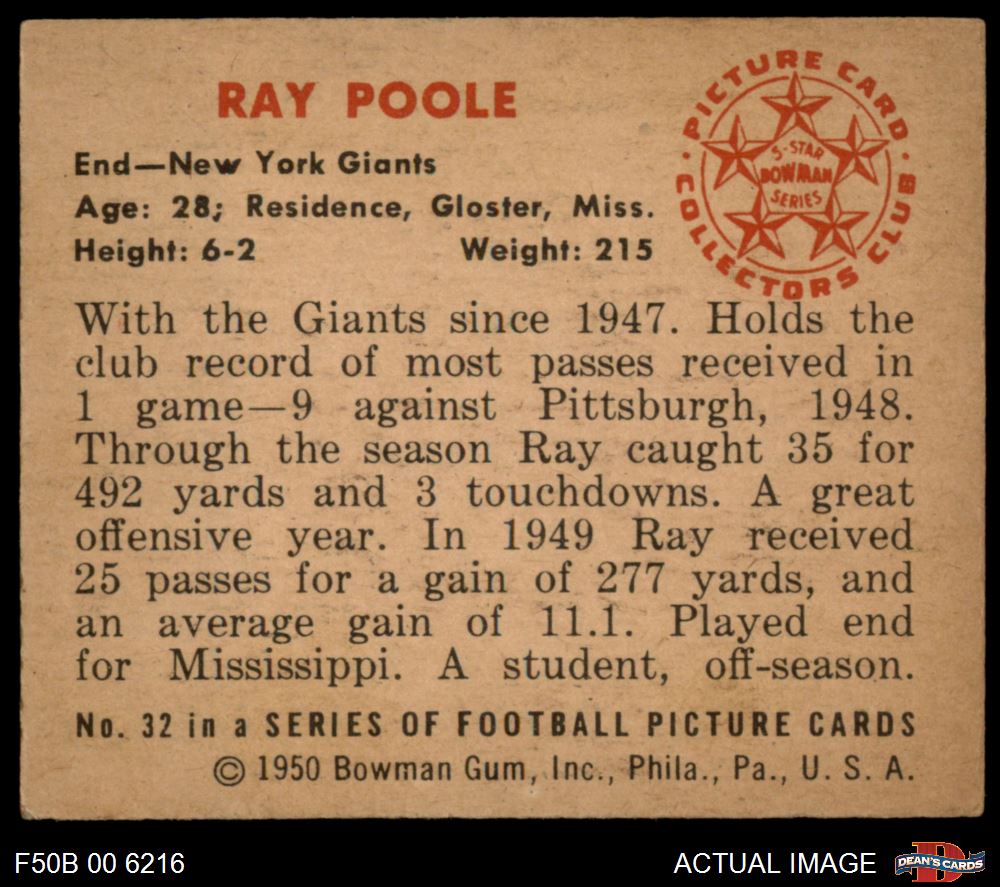 RAY POOLE
End—New York Giants
Age: 28; Residence, Gloster, Miss.
Height: 6-2 Weight: 215
PICTURE CARD
COLLECTORS CLUB
5-STAR
BOWMAN
SERIES
With the Giants since 1947. Holds the
club record of most passes received in
1 game—9 against Pittsburgh, 1948.
Through the season Ray caught 35 for
492 yards and 3 touchdowns. A great
offensive year. In 1949 Ray received
25 passes for a gain of 277 yards, and
an average gain of 11.1. Played end
for Mississippi. A student, off-season.
No. 32 in a SERIES OF FOOTBALL PICTURE CARDS
© 1950 Bowman Gum, Inc., Phila., Pa., U. S. A.
F50B 00 6216
ACTUAL IMAGE
D
DEAN'S CARDS